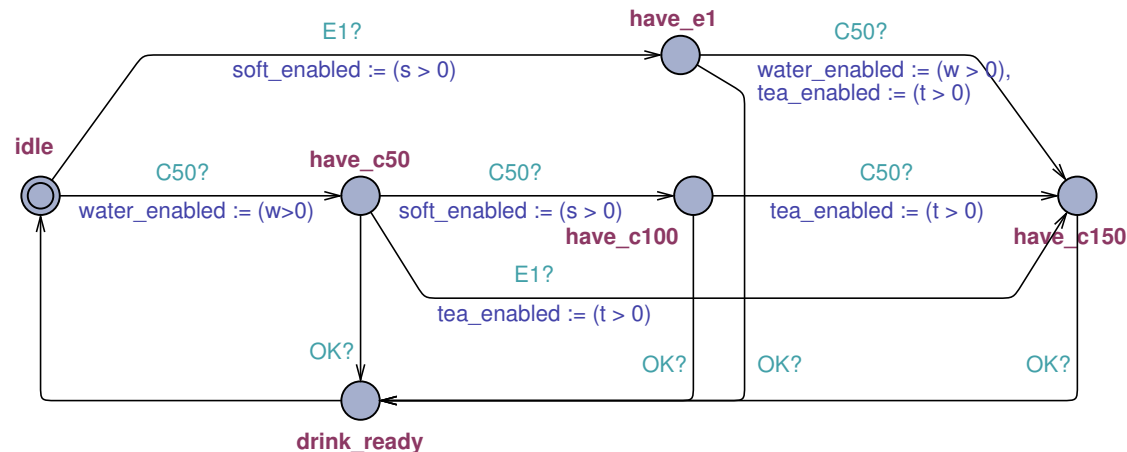 have_e1
E1?
C50?
soft_enabled := (s > 0)
water_enabled := (w > 0),
tea_enabled := (t > 0)
idle
have_c50
C50?
C50?
C50?
water_enabled := (w>0)
soft_enabled := (s > 0)
tea_enabled := (t > 0)
have_c100
have_c150
E1?
tea_enabled := (t > 0)
OK?
OK?
OK?
OK?
drink_ready